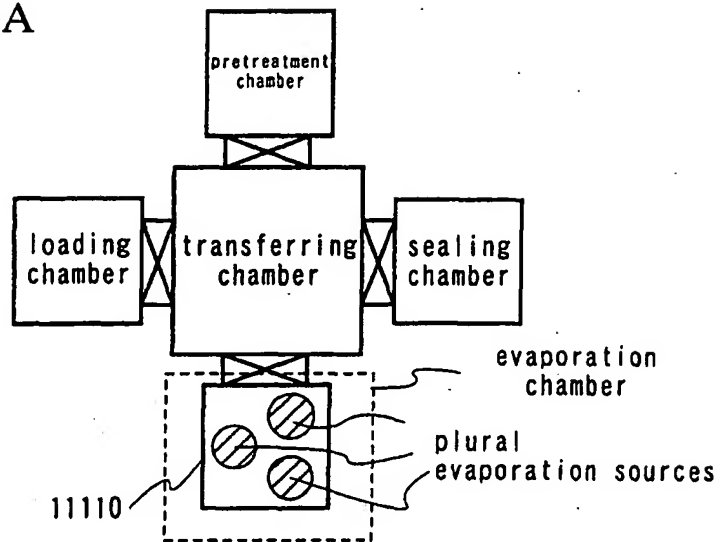 A
pretreatment
chamber
loading
chamber
transferring
chamber
sealing
chamber
evaporation
chamber
plural
evaporation sources
11110